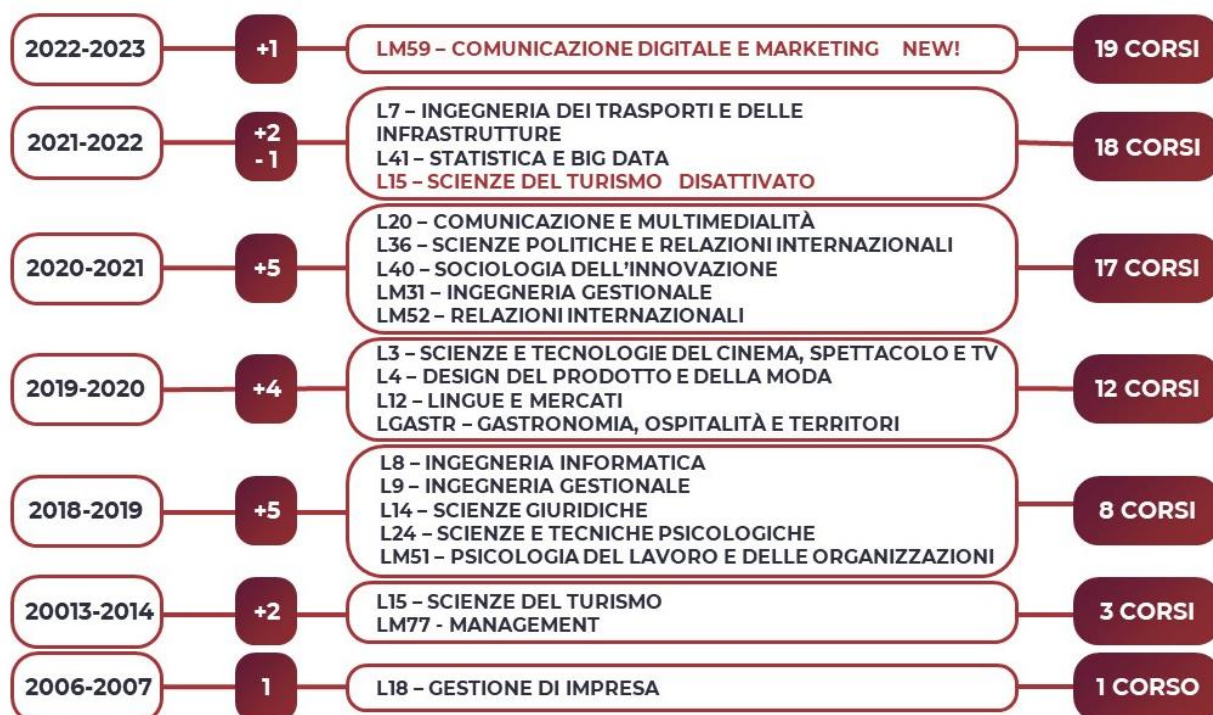 2022-2023
+1
LM59 – COMUNICAZIONE DIGITALE E MARKETING NEW!
19 CORSI
2021-2022
+2
- 1
L7 – INGEGNERIA DEI TRASPORTI E DELLE
INFRASTRUTTURE
L41 – STATISTICA E BIG DATA
L15 – SCIENZE DEL TURISMO DISATTIVATO
18 CORSI
2020-2021
+5
L20 – COMUNICAZIONE E MULTIMEDIALITÀ
L36 – SCIENZE POLITICHE E RELAZIONI INTERNAZIONALI
L40 – SOCIOLOGIA DELL'INNOVAZIONE
LM31 – INGEGNERIA GESTIONALE
LM52 – RELAZIONI INTERNAZIONALI
17 CORSI
2019-2020
+4
L3 – SCIENZE E TECNOLOGIE DEL CINEMA, SPETTACOLO E TV
L4 – DESIGN DEL PRODOTTO E DELLA MODA
L12 – LINGUE E MERCATI
LGASTR – GASTRONOMIA, OSPITALITÀ E TERRITORI
12 CORSI
2018-2019
+5
L8 – INGEGNERIA INFORMATICA
L9 – INGEGNERIA GESTIONALE
L14 – SCIENZE GIURIDICHE
L24 – SCIENZE E TECNICHE PSICOLOGICHE
LM51 – PSICOLOGIA DEL LAVORO E DELLE ORGANIZZAZIONI
8 CORSI
20013-2014
+2
L15 – SCIENZE DEL TURISMO
LM77 - MANAGEMENT
3 CORSI
2006-2007
1
L18 – GESTIONE DI IMPRESA
1 CORSO